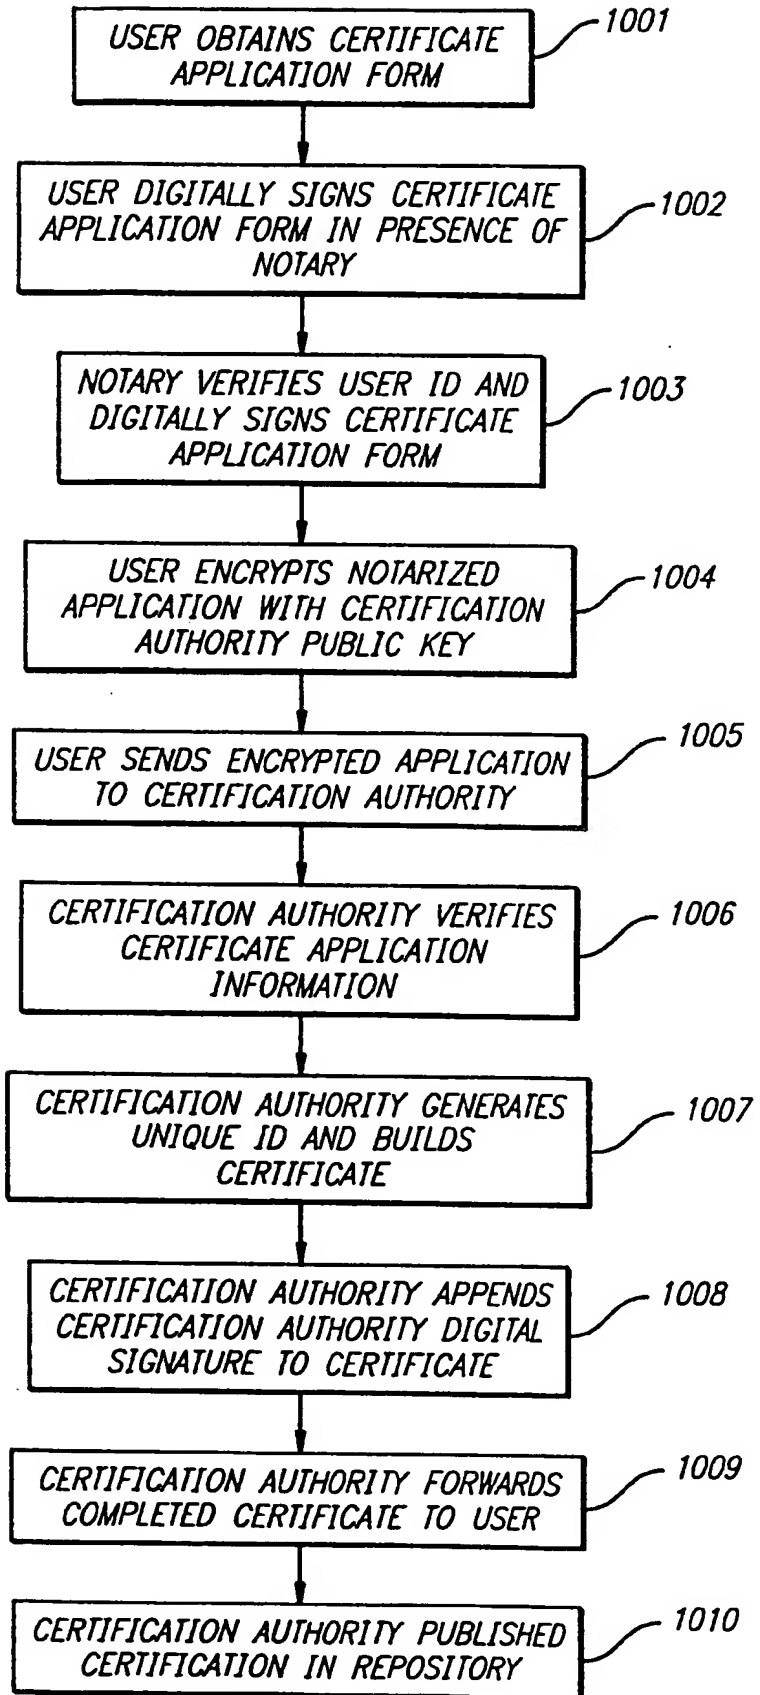 USER OBTAINS CERTIFICATE
APPLICATION FORM
1001
USER DIGITALLY SIGNS CERTIFICATE
APPLICATION FORM IN PRESENCE OF
NOTARY
1002
NOTARY VERIFIES USER ID AND
DIGITALLY SIGNS CERTIFICATE
APPLICATION FORM
1003
USER ENCRYPTS NOTARIZED
APPLICATION WITH CERTIFICATION
AUTHORITY PUBLIC KEY
1004
USER SENDS ENCRYPTED APPLICATION
TO CERTIFICATION AUTHORITY
1005
CERTIFICATION AUTHORITY VERIFIES
CERTIFICATE APPLICATION
INFORMATION
1006
CERTIFICATION AUTHORITY GENERATES
UNIQUE ID AND BUILDS
CERTIFICATE
1007
CERTIFICATION AUTHORITY APPENDS
CERTIFICATION AUTHORITY DIGITAL
SIGNATURE TO CERTIFICATE
1008
CERTIFICATION AUTHORITY FORWARDS
COMPLETED CERTIFICATE TO USER
1009
CERTIFICATION AUTHORITY PUBLISHED
CERTIFICATION IN REPOSITORY
1010